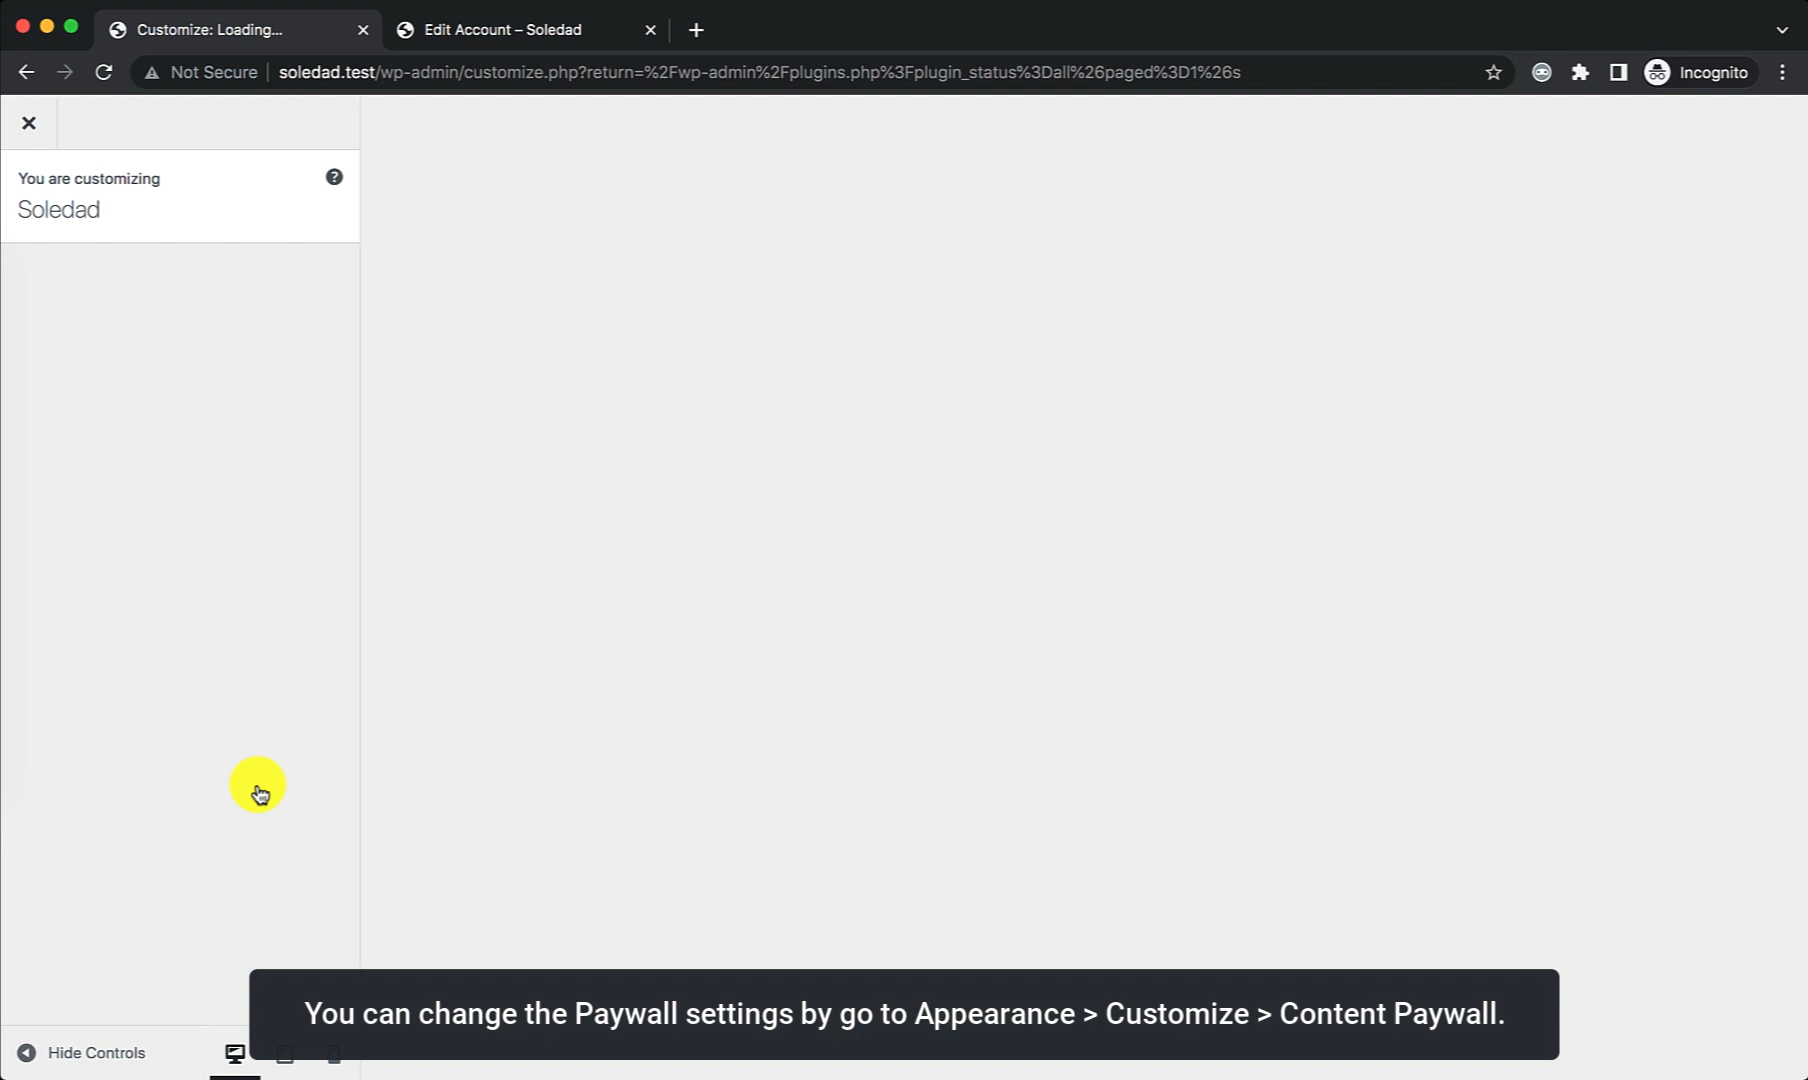 Customize: Loading...
Edit Account – Soledad
Not Secure
soledad.test/wp-admin/customize.php?return=%2Fwp-admin%2Fplugins.php%3Fplugin_status%3Dall%26paged%3D1%26s
Incognito
You are customizing
Soledad
You can change the Paywall settings by go to Appearance > Customize > Content Paywall.
Hide Controls